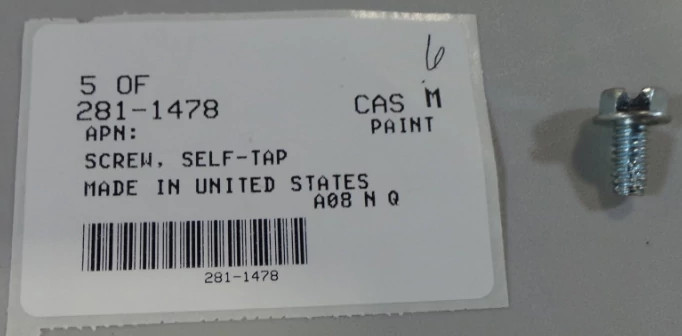 6
5 OF
281-1478
CAS M
APN:
PAINT
SCREW, SELF-TAP
MADE IN UNITED STATES
A08 N Q
281-1478